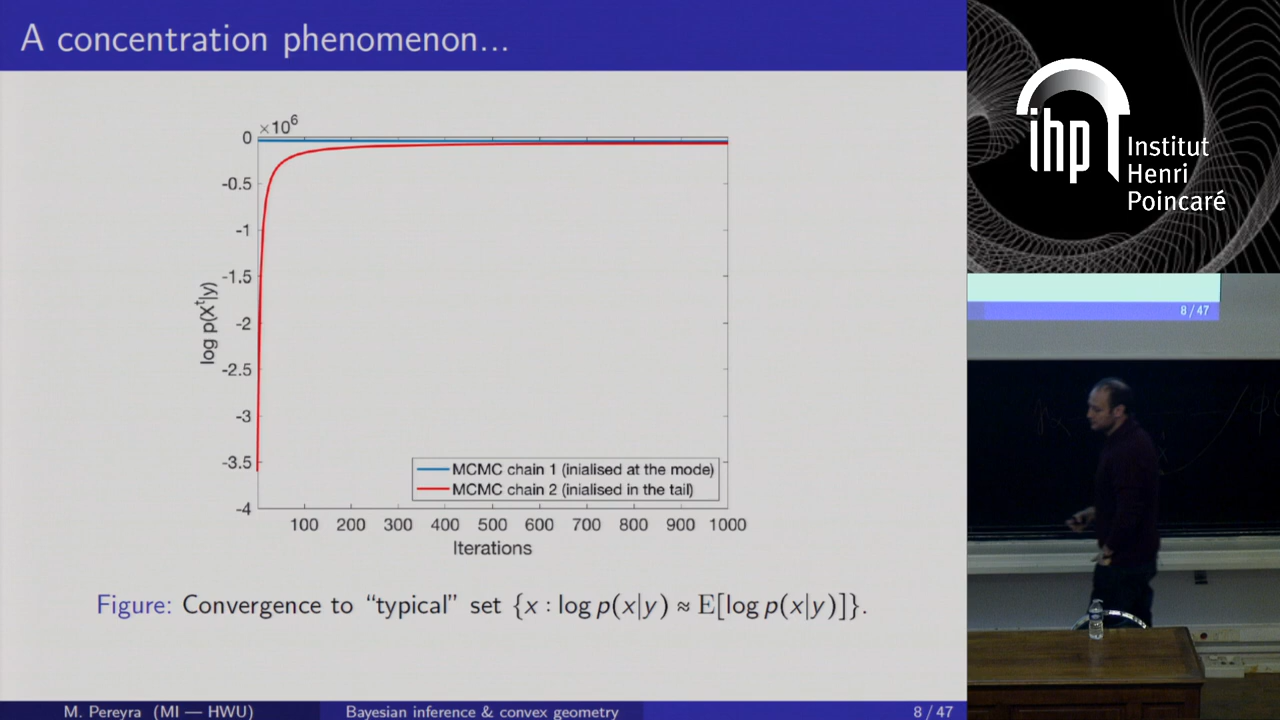 A concentration phenomenon...
×10⁶
0
-0.5
-1
-1.5
-2
-2.5
-3
-3.5
-4
log p(X^t|y)
MCMC chain 1 (inialised at the mode)
MCMC chain 2 (inialised in the tail)
100 200 300 400 500 600 700 800 900 1000
Iterations
Figure: Convergence to “typical” set {x : log p(x|y) ≈ E[log p(x|y)]}.
M. Pereyra (MI — HWU) Bayesian inference & convex geometry 8 / 47
ihp Institut
Henri
Poincaré
8 / 47